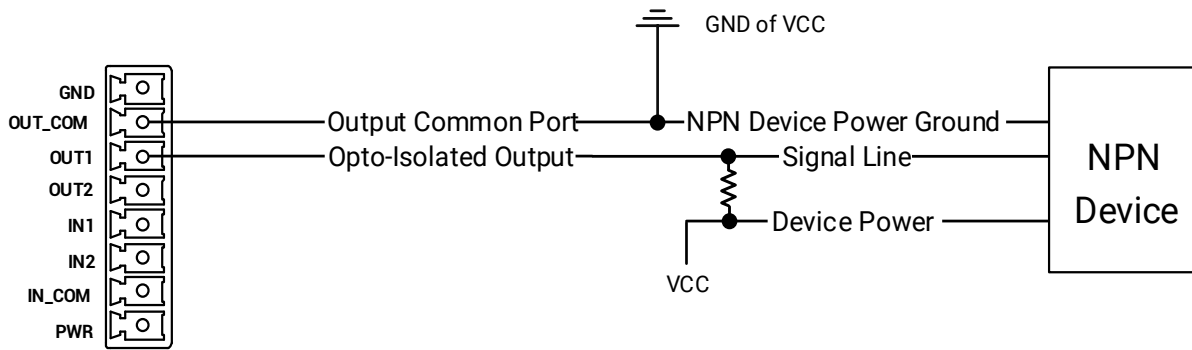 GND of VCC
GND
OUT_COM
Output Common Port
NPN Device Power Ground
OUT1
Opto-Isolated Output
Signal Line
NPN
Device
OUT2
IN1
Device Power
IN2
VCC
IN_COM
PWR